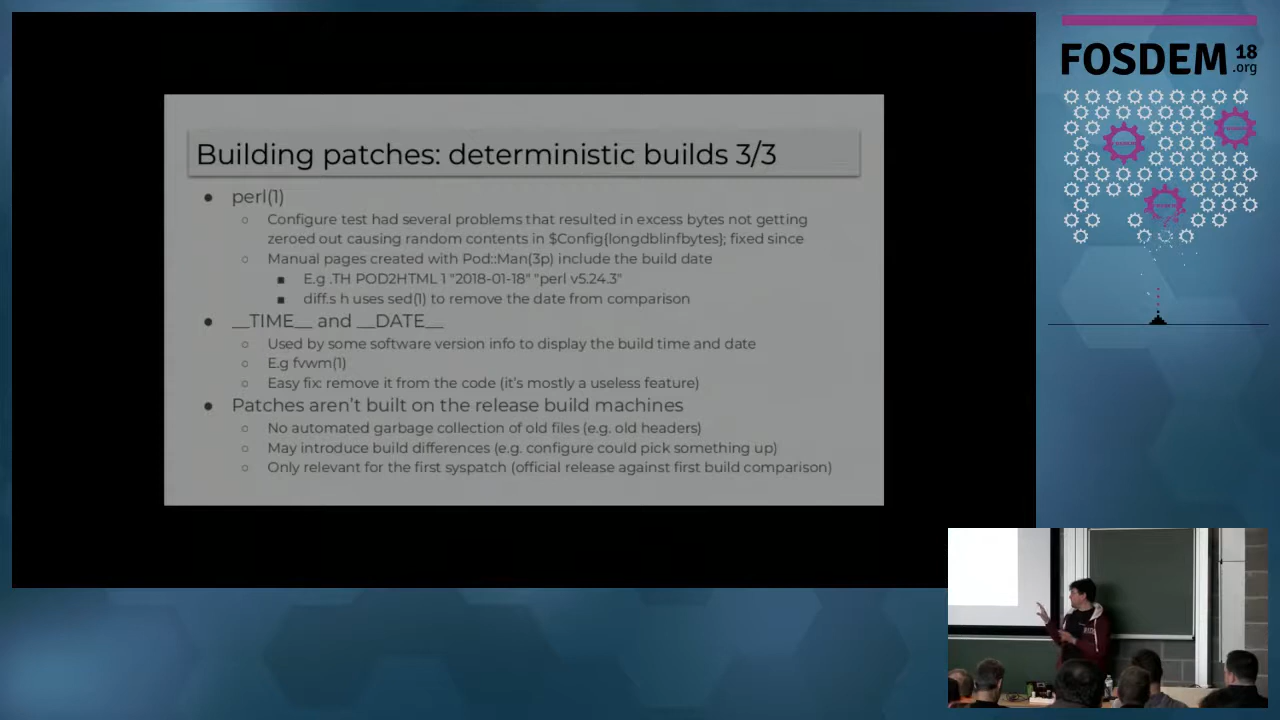 FOSDEM 18
.org
Building patches: deterministic builds 3/3
● perl(1)
○ Configure test had several problems that resulted in excess bytes not getting
zeroed out causing random contents in $Config{longdblinfbytes}; fixed since
○ Manual pages created with Pod::Man(3p) include the build date
■ E.g .TH POD2HTML 1 "2018-01-18" "perl v5.24.3"
■ diff.s h uses sed(1) to remove the date from comparison
● __TIME__ and __DATE__
○ Used by some software version info to display the build time and date
○ E.g fvwm(1)
○ Easy fix: remove it from the code (it's mostly a useless feature)
● Patches aren't built on the release build machines
○ No automated garbage collection of old files (e.g. old headers)
○ May introduce build differences (e.g. configure could pick something up)
○ Only relevant for the first syspatch (official release against first build comparison)